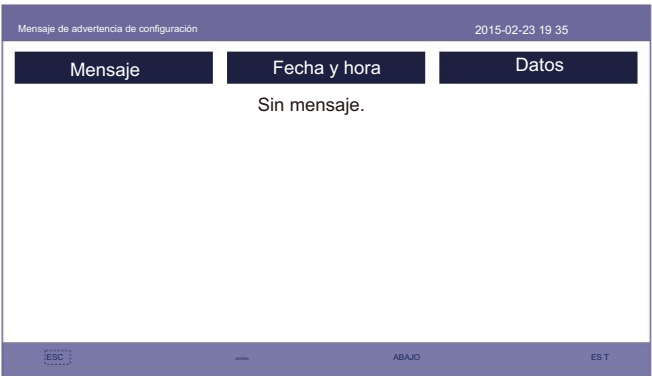 Mensaje de advertencia de configuración 2015-02-23 19 35
Mensaje Fecha y hora Datos
Sin mensaje.
ESC ABAJO ES T